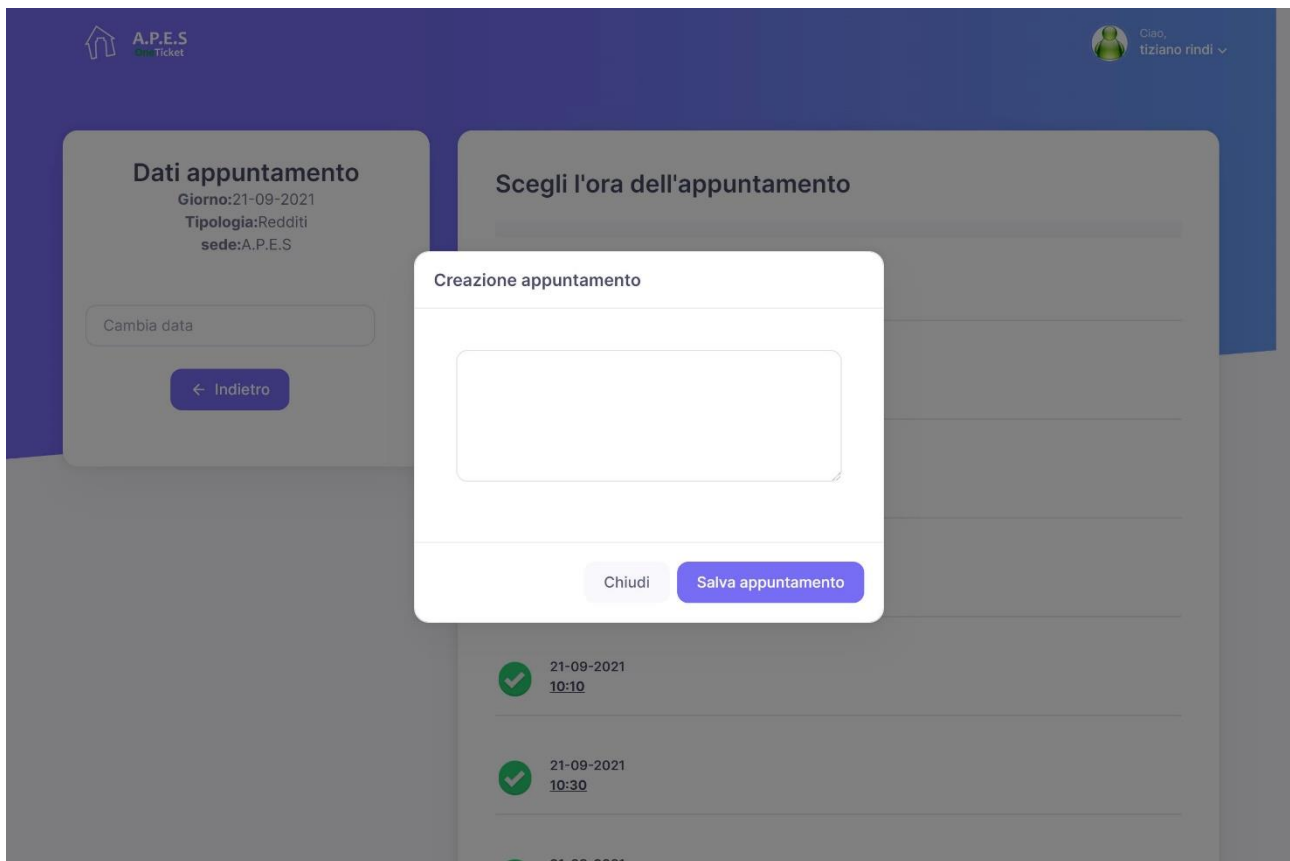 A.P.E.S
OneTicket
Ciao,
tiziano rindi
Dati appuntamento
Giorno:21-09-2021
Tipologia:Redditi
sede:A.P.E.S
Cambia data
← Indietro
Scegli l'ora dell'appuntamento
Creazione appuntamento
Chiudi
Salva appuntamento
21-09-2021
10:10
21-09-2021
10:30